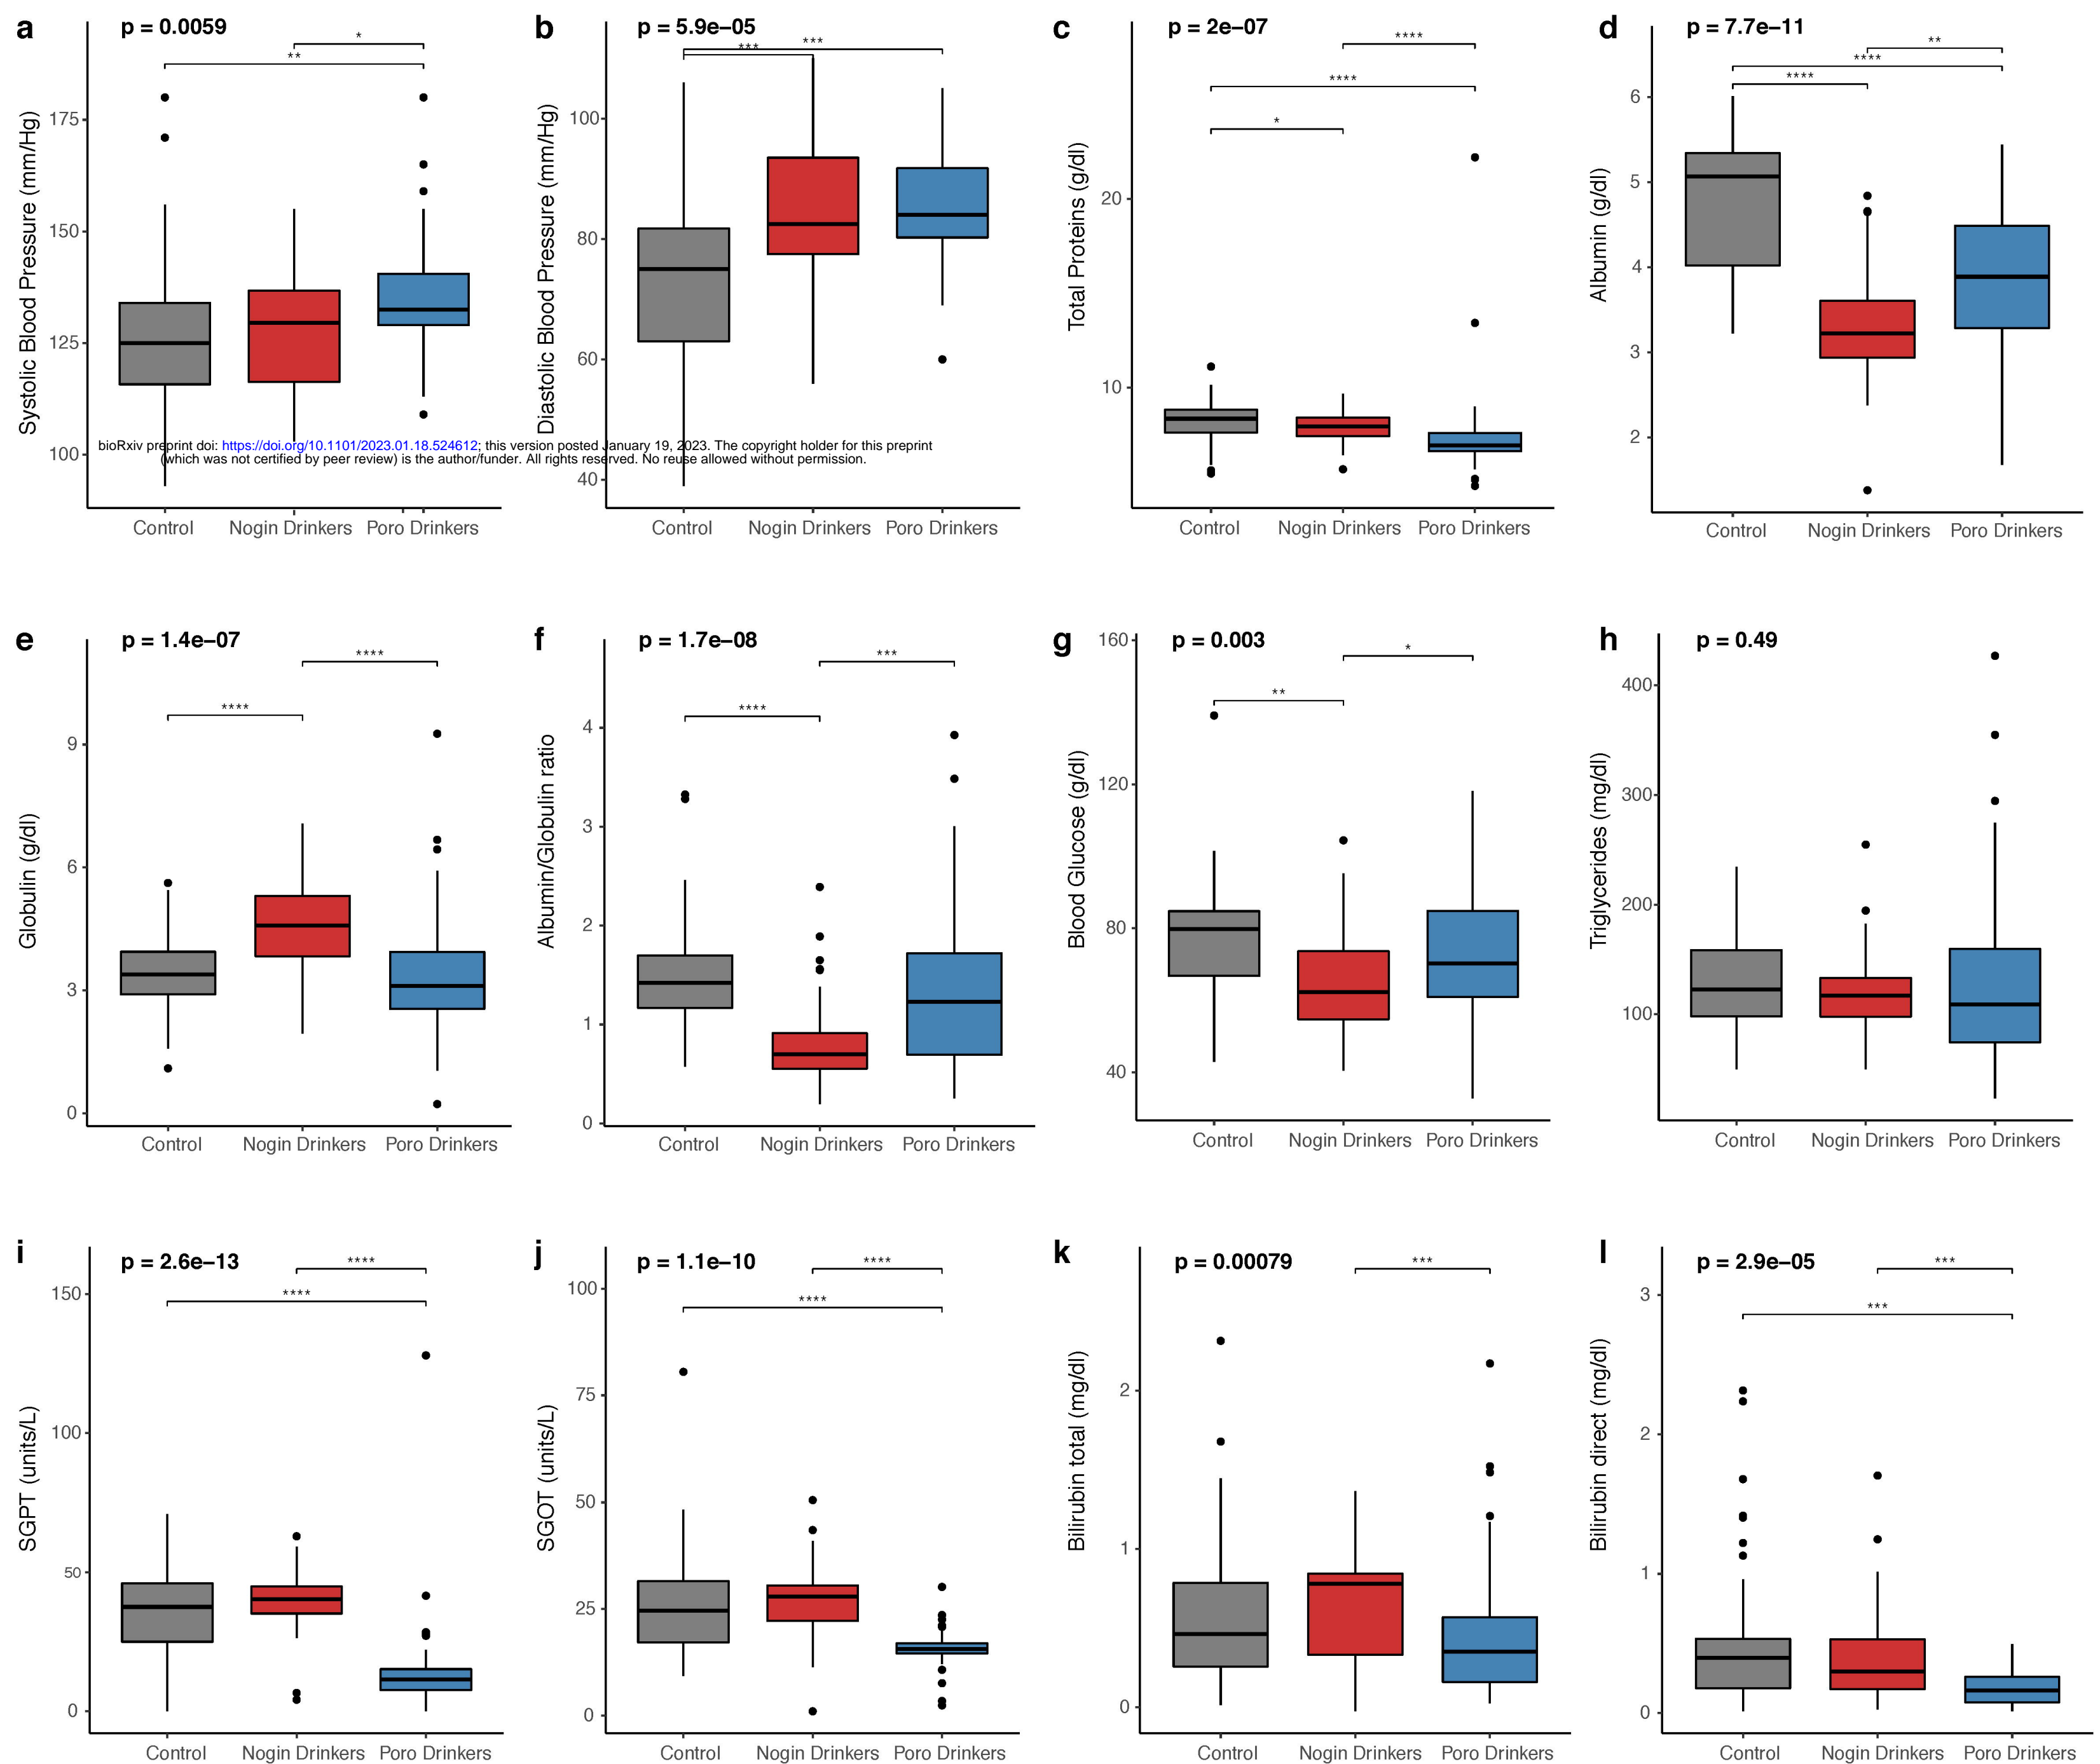 a
p = 0.0059
*
**
Systolic Blood Pressure (mm/Hg)
175
150
125
100
Control
Nogin Drinkers
Poro Drinkers
b
p = 5.9e−05
***
***
Diastolic Blood Pressure (mm/Hg)
100
80
60
40
Control
Nogin Drinkers
Poro Drinkers
bioRxiv preprint doi: https://doi.org/10.1101/2023.01.18.524612; this version posted January 19, 2023. The copyright holder for this preprint
(which was not certified by peer review) is the author/funder. All rights reserved. No reuse allowed without permission.
c
p = 2e−07
****
****
*
Total Proteins (g/dl)
20
10
Control
Nogin Drinkers
Poro Drinkers
d
p = 7.7e−11
**
****
****
Albumin (g/dl)
6
5
4
3
2
Control
Nogin Drinkers
Poro Drinkers
e
p = 1.4e−07
****
****
Globulin (g/dl)
9
6
3
0
Control
Nogin Drinkers
Poro Drinkers
f
p = 1.7e−08
***
****
Albumin/Globulin ratio
4
3
2
1
0
Control
Nogin Drinkers
Poro Drinkers
g
p = 0.003
*
**
Blood Glucose (g/dl)
160
120
80
40
Control
Nogin Drinkers
Poro Drinkers
h
p = 0.49
Triglycerides (mg/dl)
400
300
200
100
Control
Nogin Drinkers
Poro Drinkers
i
p = 2.6e−13
****
****
SGPT (units/L)
150
100
50
0
Control
Nogin Drinkers
Poro Drinkers
j
p = 1.1e−10
****
****
SGOT (units/L)
100
75
50
25
0
Control
Nogin Drinkers
Poro Drinkers
k
p = 0.00079
***
Bilirubin total (mg/dl)
2
1
0
Control
Nogin Drinkers
Poro Drinkers
l
p = 2.9e−05
***
***
Bilirubin direct (mg/dl)
3
2
1
0
Control
Nogin Drinkers
Poro Drinkers